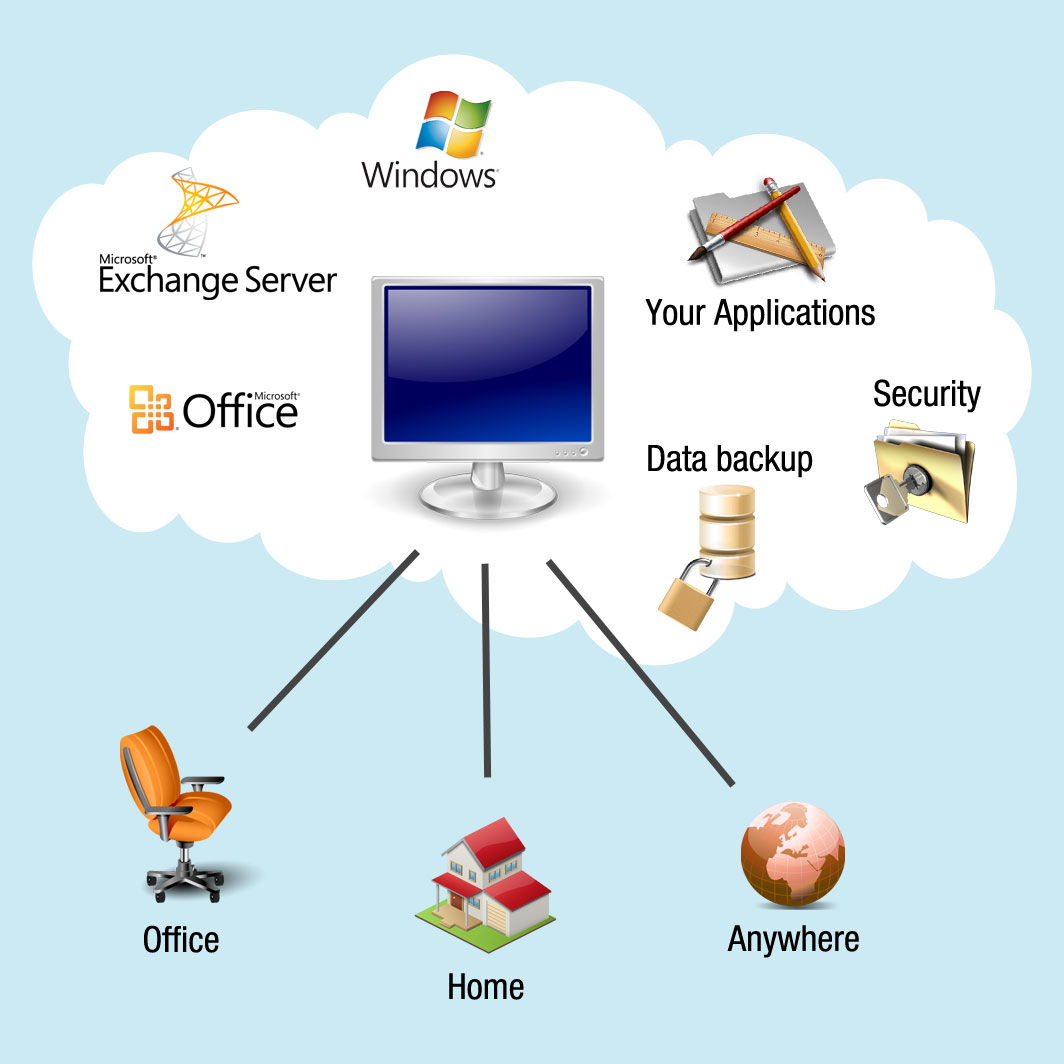 Windows®
Microsoft®
Exchange Server
Your Applications
Microsoft®
Office
Security
Data backup
Office
Home
Anywhere